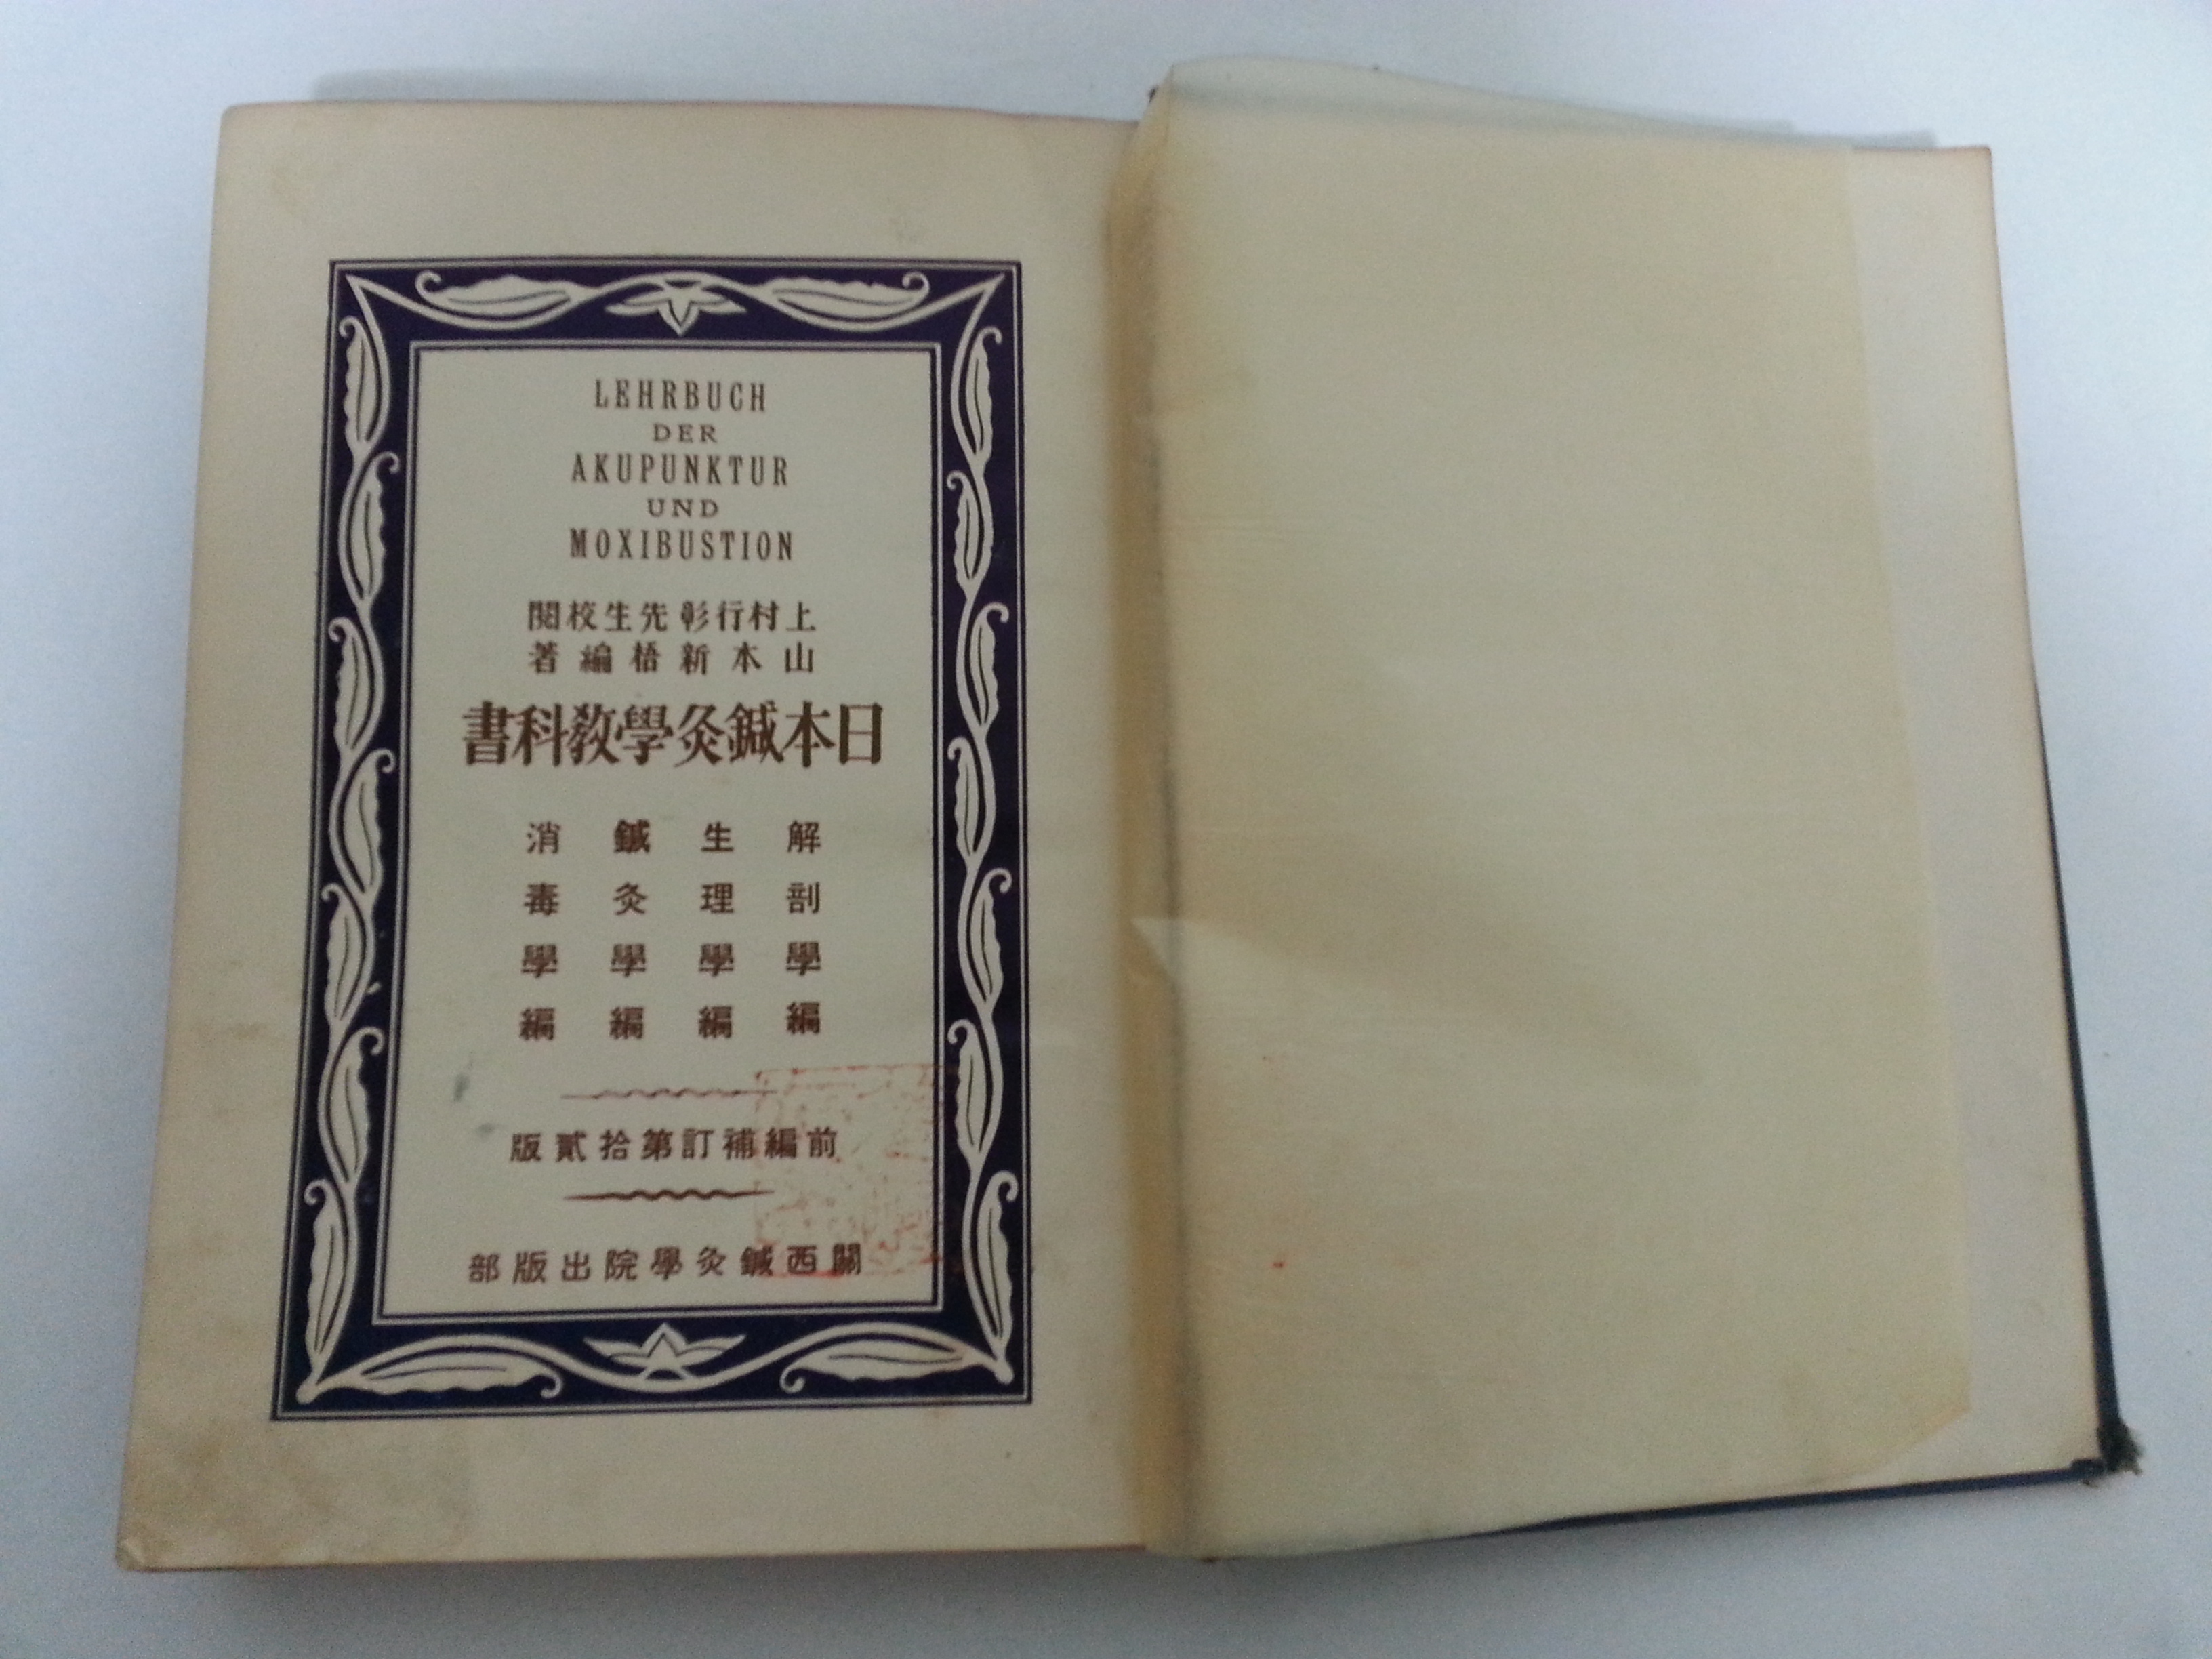 LEHRBUCH
DER
AKUPUNKTUR
UND
MOXIBUSTION
上村行彰先生校閲
山本新梧編著
日本鍼灸學敎科書
解剖學編
生理學編
鍼灸學編
消毒學編
前編補訂第拾貳版
關西鍼灸學院出版部